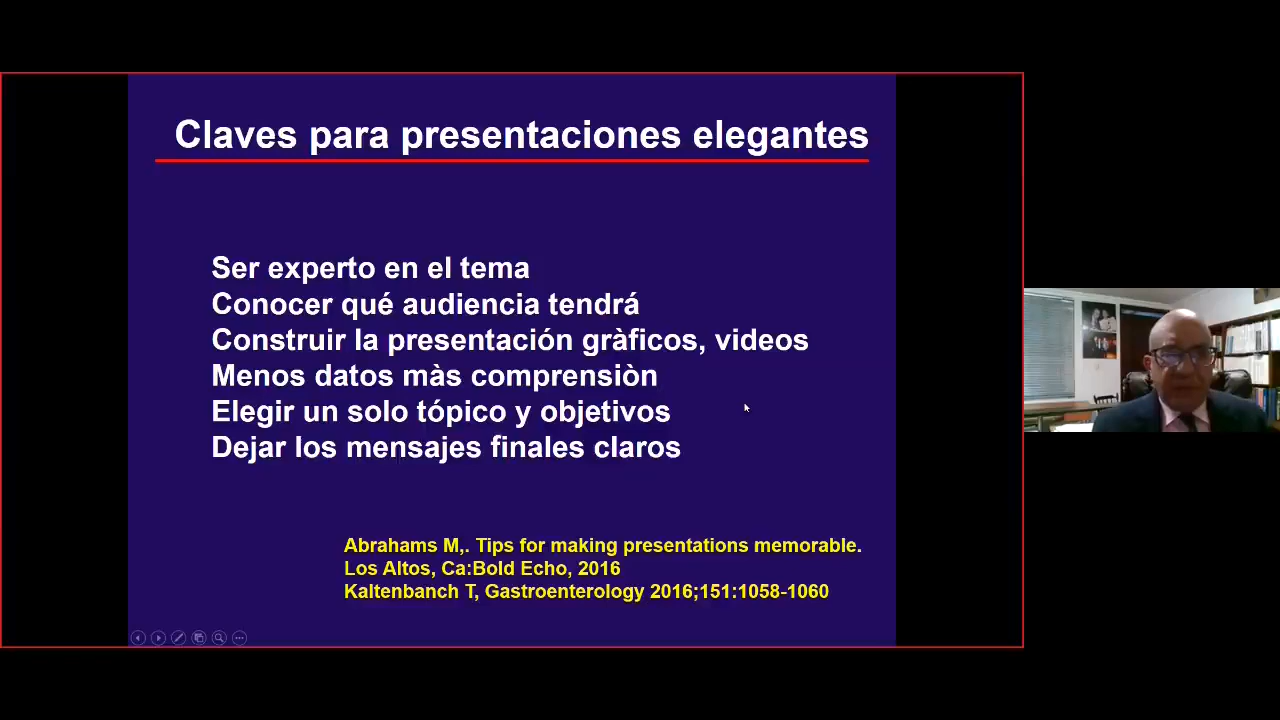 Claves para presentaciones elegantes
Ser experto en el tema
Conocer qué audiencia tendrá
Construir la presentación gràficos, videos
Menos datos màs comprensiòn
Elegir un solo tópico y objetivos
Dejar los mensajes finales claros
Abrahams M,. Tips for making presentations memorable.
Los Altos, Ca:Bold Echo, 2016
Kaltenbanch T, Gastroenterology 2016;151:1058-1060